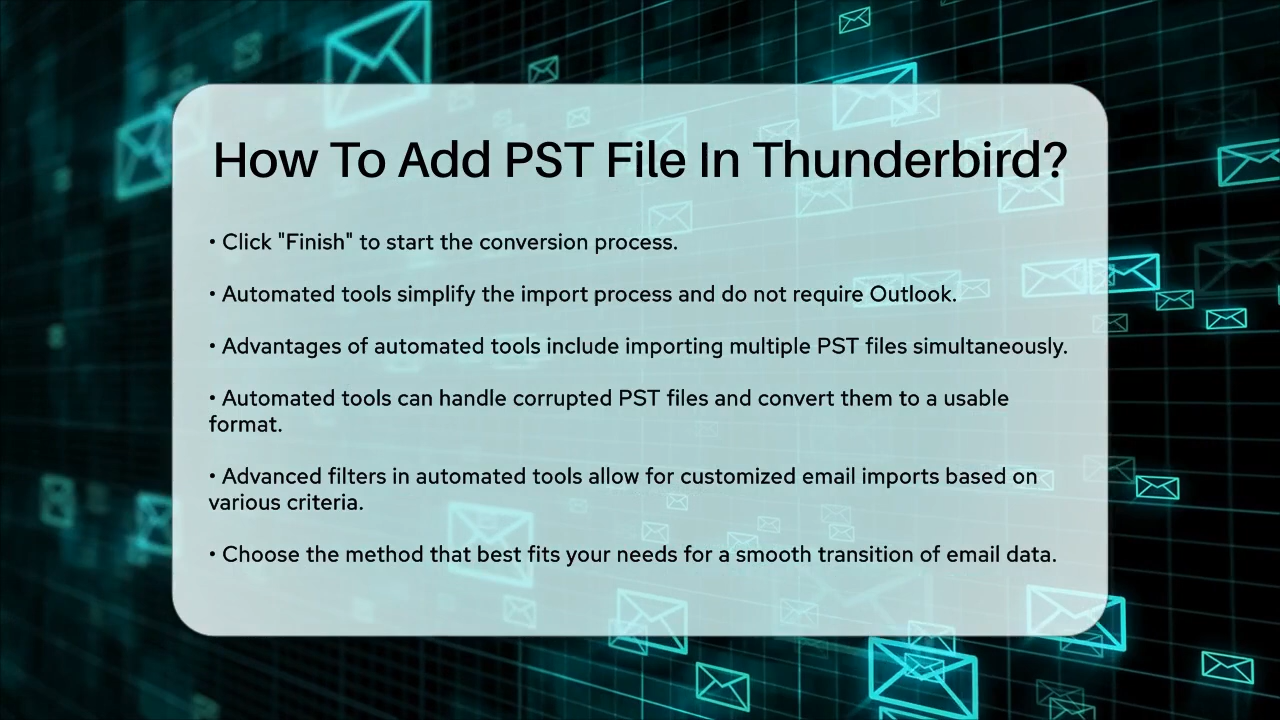 How To Add PST File In Thunderbird?
• Click "Finish" to start the conversion process.
• Automated tools simplify the import process and do not require Outlook.
• Advantages of automated tools include importing multiple PST files simultaneously.
• Automated tools can handle corrupted PST files and convert them to a usable
format.
• Advanced filters in automated tools allow for customized email imports based on
various criteria.
• Choose the method that best fits your needs for a smooth transition of email data.